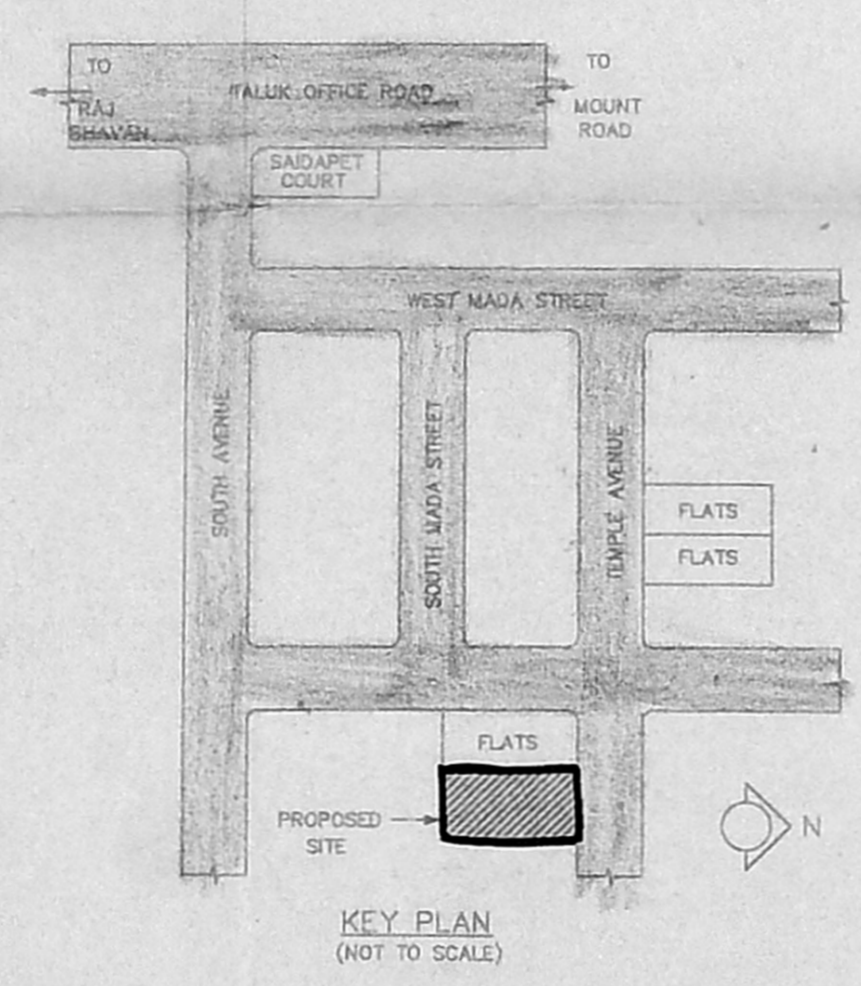 TO
RAJ
BHAVAN
TALUK OFFICE ROAD
TO
MOUNT
ROAD
SAIDAPET
COURT
WEST MADA STREET
SOUTH AVENUE
SOUTH MADA STREET
TEMPLE AVENUE
FLATS
FLATS
FLATS
PROPOSED
SITE
N
KEY PLAN
(NOT TO SCALE)